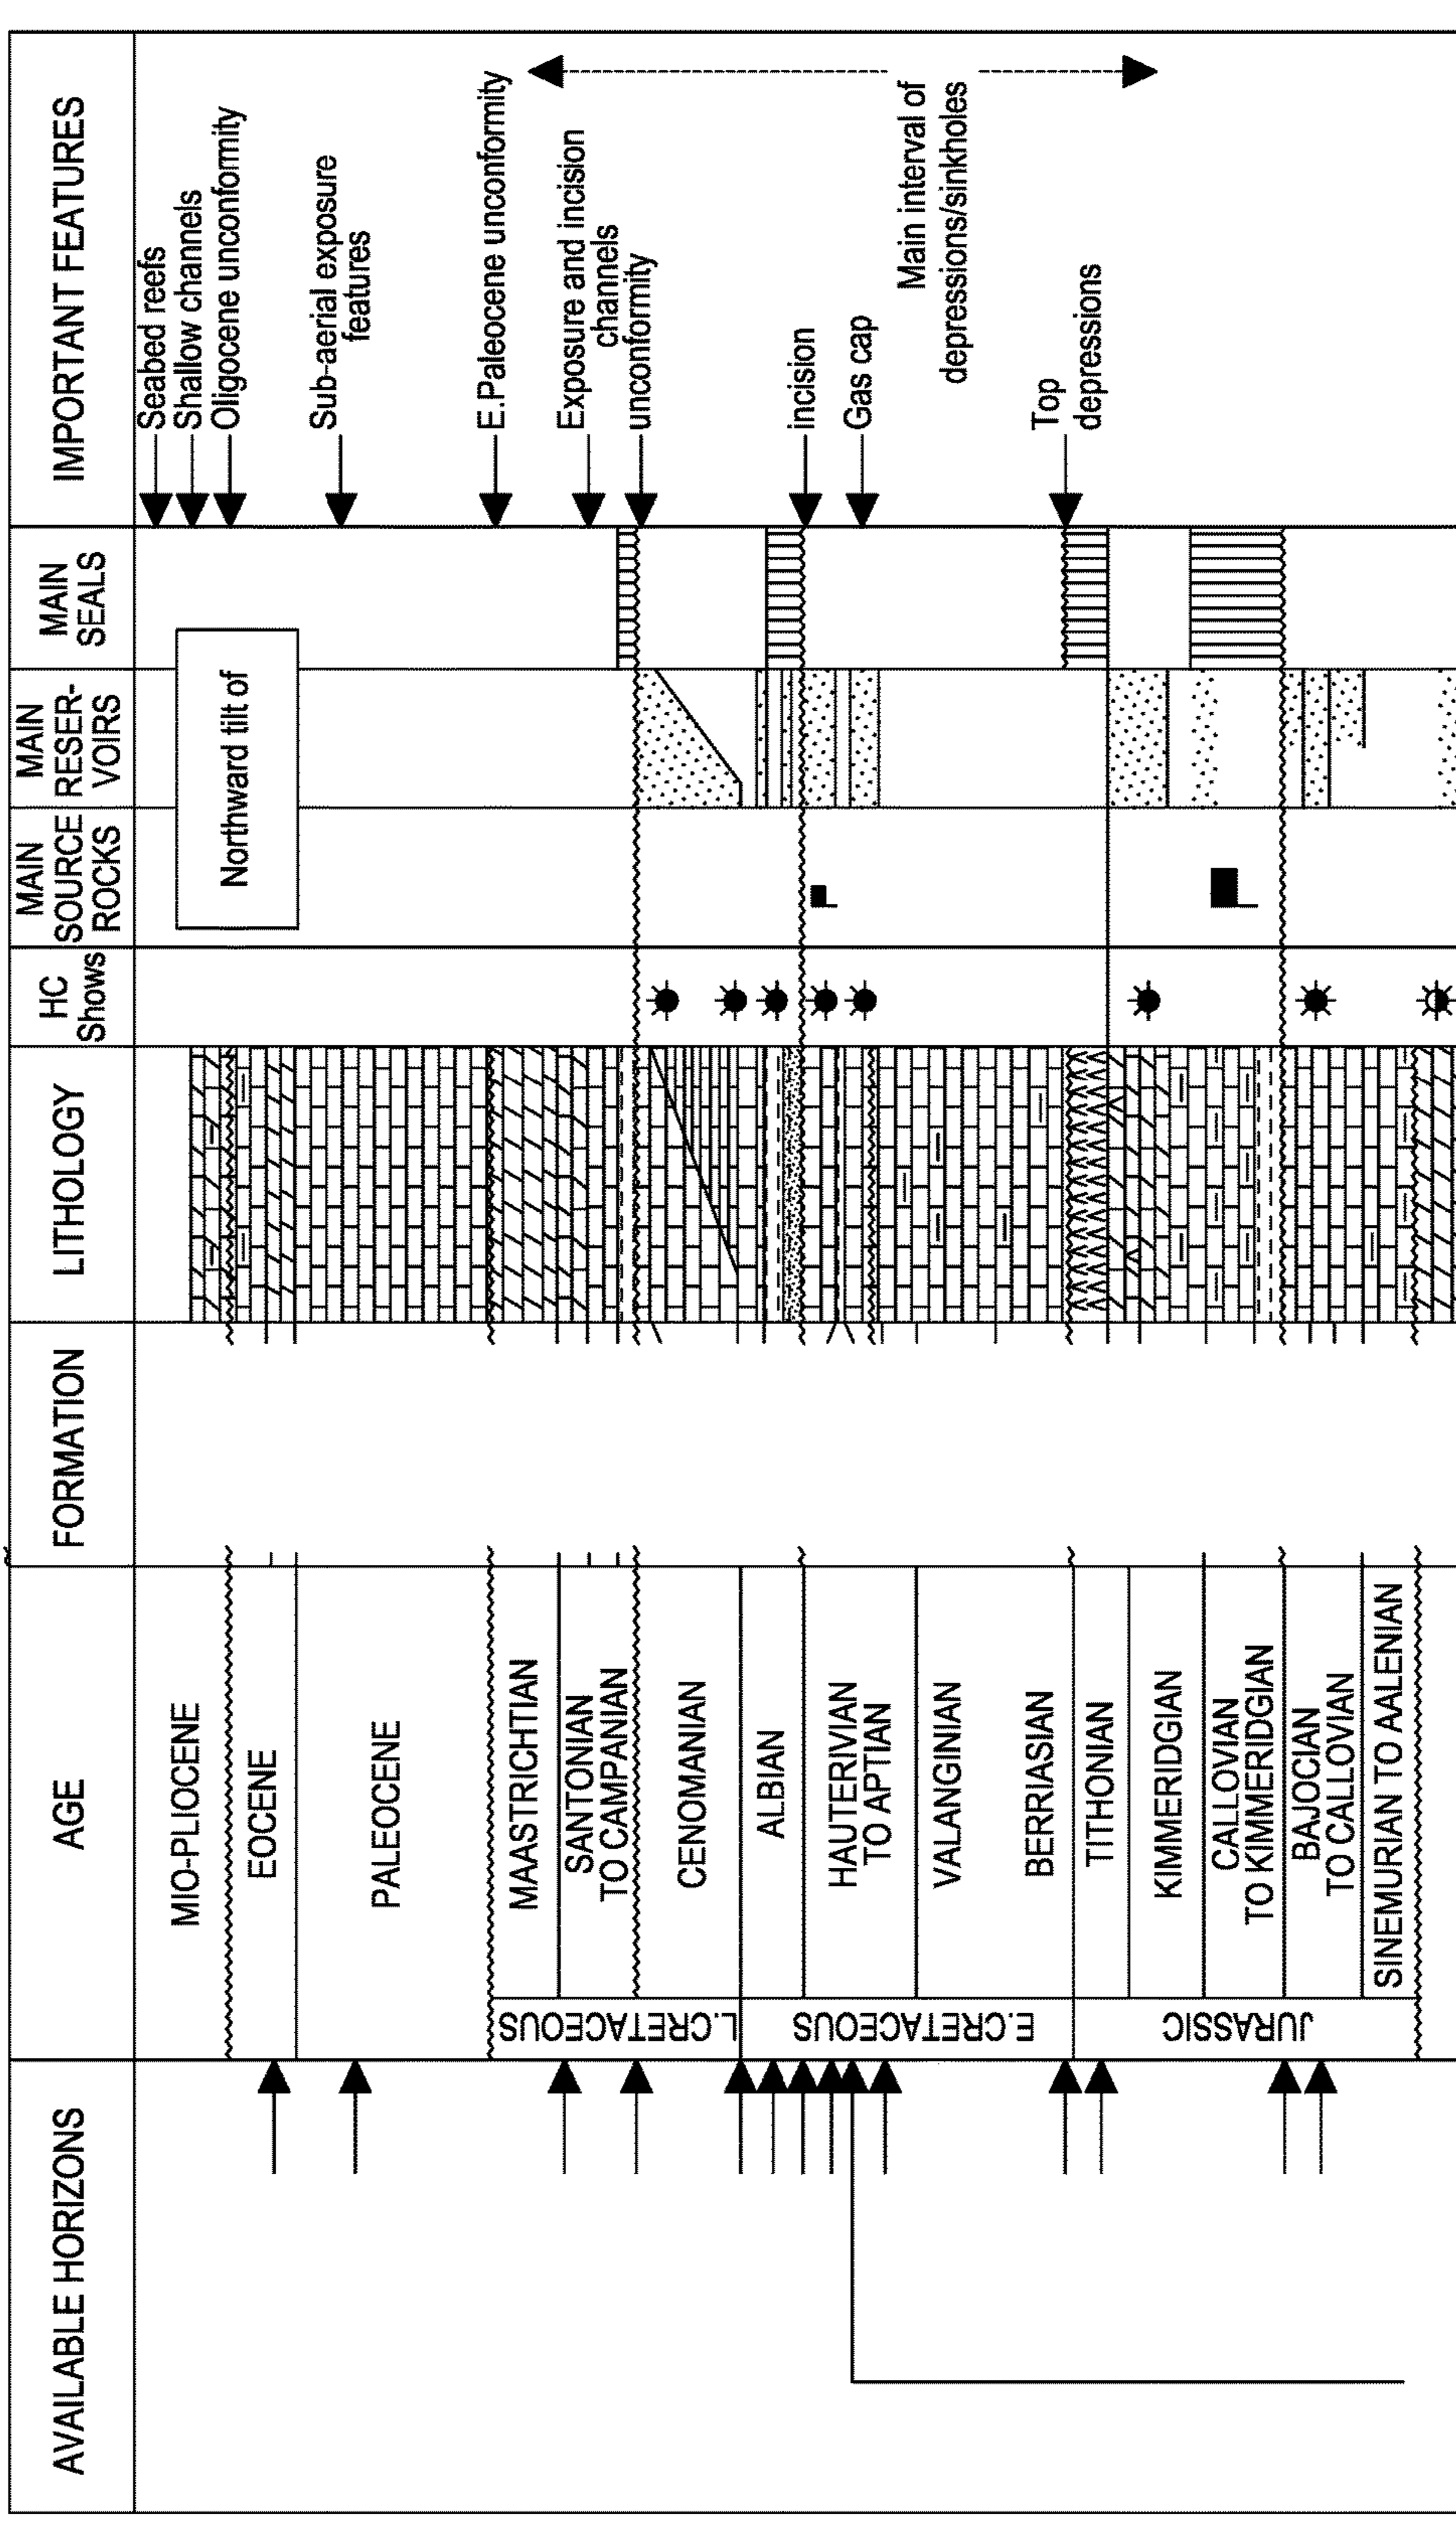 AVAILABLE HORIZONS
AGE
FORMATION
LITHOLOGY
HC
Shows
MAIN
SOURCE
ROCKS
MAIN
RESER-
VOIRS
MAIN
SEALS
IMPORTANT FEATURES
MIO-PLIOCENE
EOCENE
PALEOCENE
L.CRETACEOUS
MAASTRICHTIAN
SANTONIAN
TO CAMPANIAN
CENOMANIAN
E.CRETACEOUS
ALBIAN
HAUTERIVIAN
TO APTIAN
VALANGINIAN
BERRIASIAN
JURASSIC
TITHONIAN
KIMMERIDGIAN
CALLOVIAN
TO KIMMERIDGIAN
BAJOCIAN
TO CALLOVIAN
SINEMURIAN TO AALENIAN
Northward tilt of
Seabed reefs
Shallow channels
Oligocene unconformity
Sub-aerial exposure
features
E.Paleocene unconformity
Exposure and incision
channels
unconformity
incision
Gas cap
Main interval of
depressions/sinkholes
Top
depressions